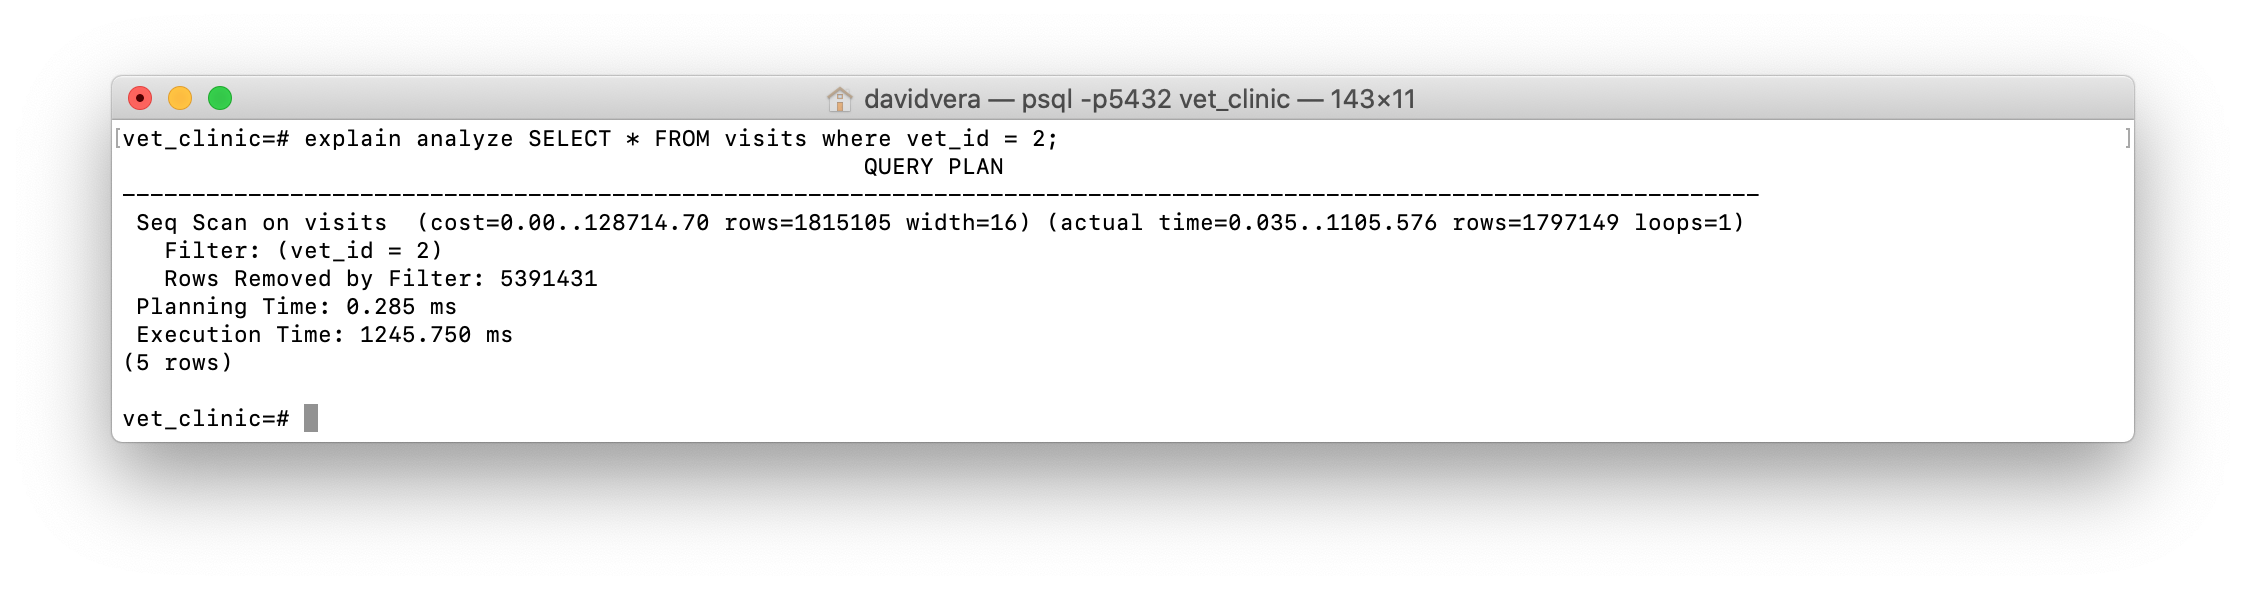 davidvera — psql -p5432 vet_clinic — 143×11
[vet_clinic=# explain analyze SELECT * FROM visits where vet_id = 2; ]
QUERY PLAN
---------------------------------------------------------------------------------------------------------------------
Seq Scan on visits  (cost=0.00..128714.70 rows=1815105 width=16) (actual time=0.035..1105.576 rows=1797149 loops=1)
Filter: (vet_id = 2)
Rows Removed by Filter: 5391431
Planning Time: 0.285 ms
Execution Time: 1245.750 ms
(5 rows)
vet_clinic=#